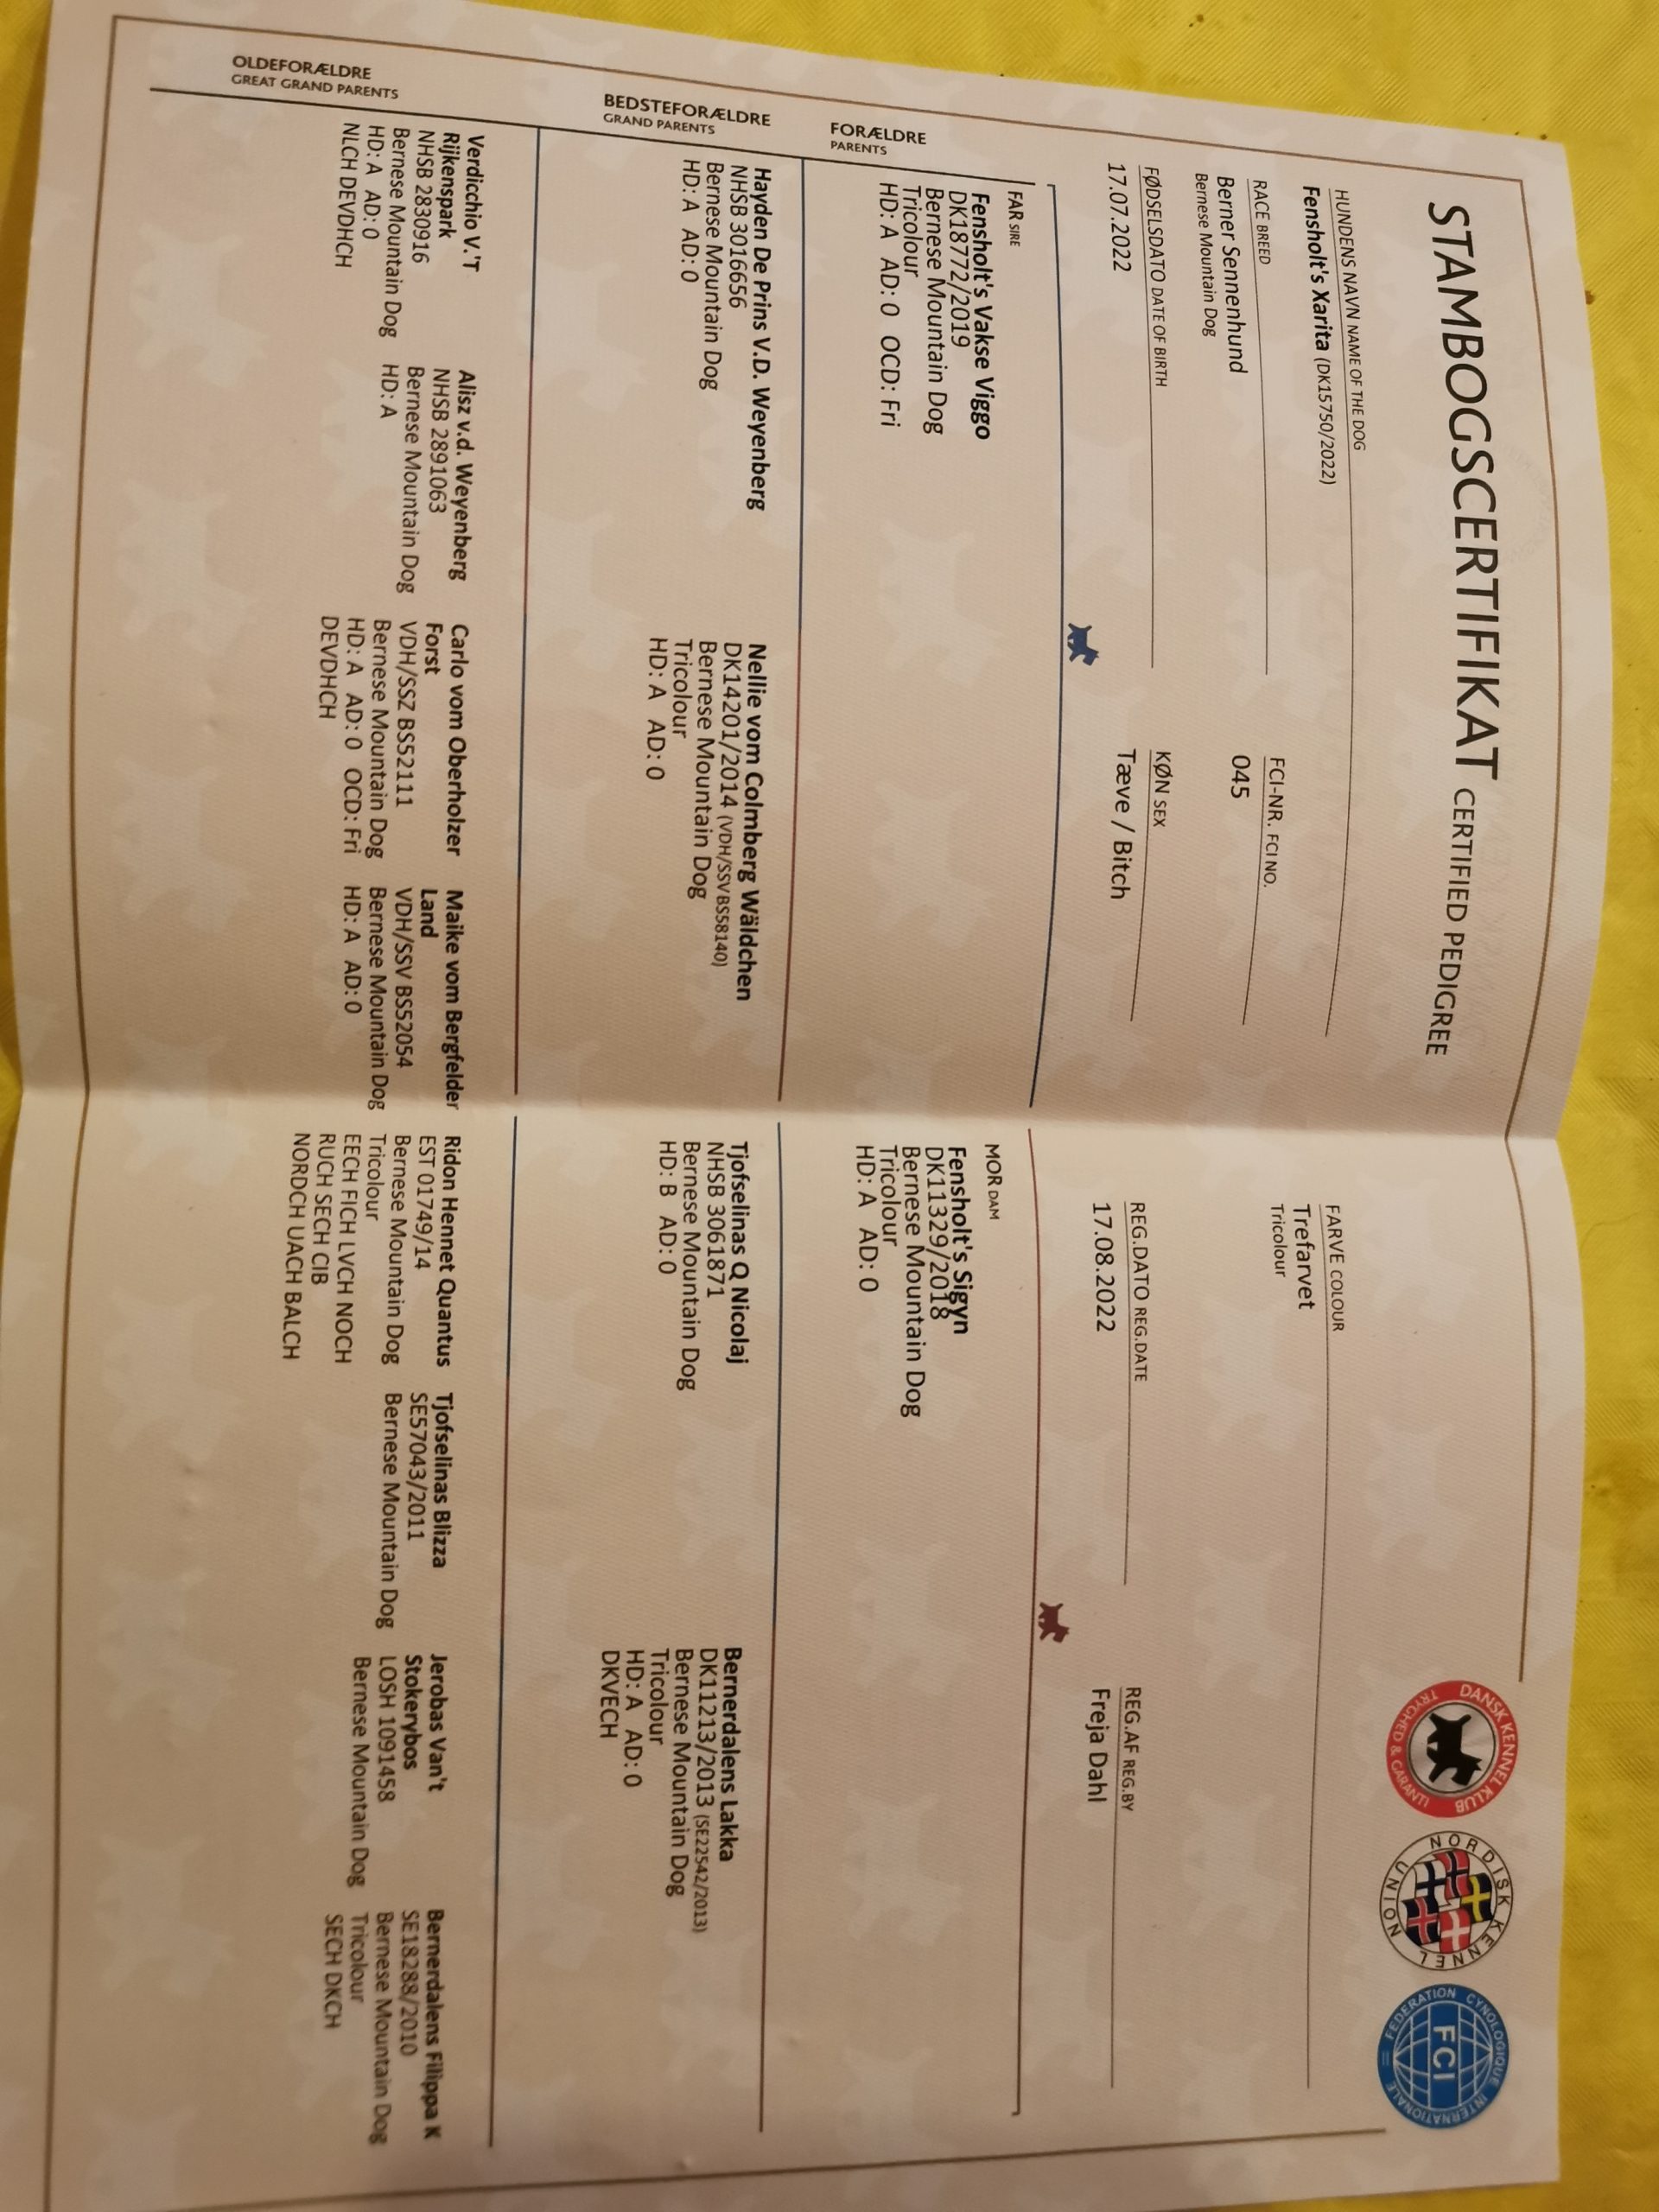 STAMBOGSCERTIFIKAT CERTIFIED PEDIGREE
DANSK KENNEL KLUB
TRYGHED & GARANTI
NORDISK KENNEL UNION
FEDERATION CYNOLOGIQUE INTERNATIONALE
FCI
HUNDENS NAVN NAME OF THE DOG
Fensholt's Xarita (DK15750/2022)
FARVE COLOUR
Trefarvet
Tricolour
RACE BREED
Berner Sennenhund
Bernese Mountain Dog
FCI-NR. FCI NO.
045
FØDSELSDATO DATE OF BIRTH
17.07.2022
KØN SEX
Tæve / Bitch
REG.DATO REG.DATE
17.08.2022
REG.AF REG.BY
Freja Dahl
FORÆLDRE
PARENTS
FAR SIRE
Fensholt's Vakse Viggo
DK18772/2019
Bernese Mountain Dog
Tricolour
HD: A AD: 0 OCD: Fri
MOR DAM
Fensholt's Sigyn
DK11329/2018
Bernese Mountain Dog
Tricolour
HD: A AD: 0
BEDSTEFORÆLDRE
GRAND PARENTS
Hayden De Prins V.D. Weyenberg
NHSB 3016656
Bernese Mountain Dog
HD: A AD: 0
Nellie vom Colmberg Wäldchen
DK14201/2014 (VDH/SSVBS58140)
Bernese Mountain Dog
Tricolour
HD: A AD: 0
Tjofselinas Q Nicolaj
NHSB 3061871
Bernese Mountain Dog
HD: B AD: 0
Bernerdalens Lakka
DK11213/2013 (SE22542/2013)
Bernese Mountain Dog
Tricolour
HD: A AD: 0
DKVECH
OLDEFORÆLDRE
GREAT GRAND PARENTS
Verdicchio V.'T
Rijkenspark
NHSB 2830916
Bernese Mountain Dog
HD: A AD: 0
NLCH DEVDHCH
Alisz v.d. Weyenberg
NHSB 2891063
Bernese Mountain Dog
HD: A
Carlo vom Oberholzer
Forst
VDH/SSZ BS52111
Bernese Mountain Dog
HD: A AD: 0 OCD: Fri
DEVDHCH
Maike vom Bergfelder
Land
VDH/SSV BS52054
Bernese Mountain Dog
HD: A AD: 0
Ridon Hennet Quantus
EST 01749/14
Bernese Mountain Dog
Tricolour
EECH FICH LVCH NOCH
RUCH SECH CIB
NORDCH UACH BALCH
Tjofselinas Blizza
SE57043/2011
Bernese Mountain Dog
Jerobas Van't
Stokerybos
LOSH 1091458
Bernese Mountain Dog
Bernerdalens Filippa K
SE18288/2010
Bernese Mountain Dog
Tricolour
SECH DKCH